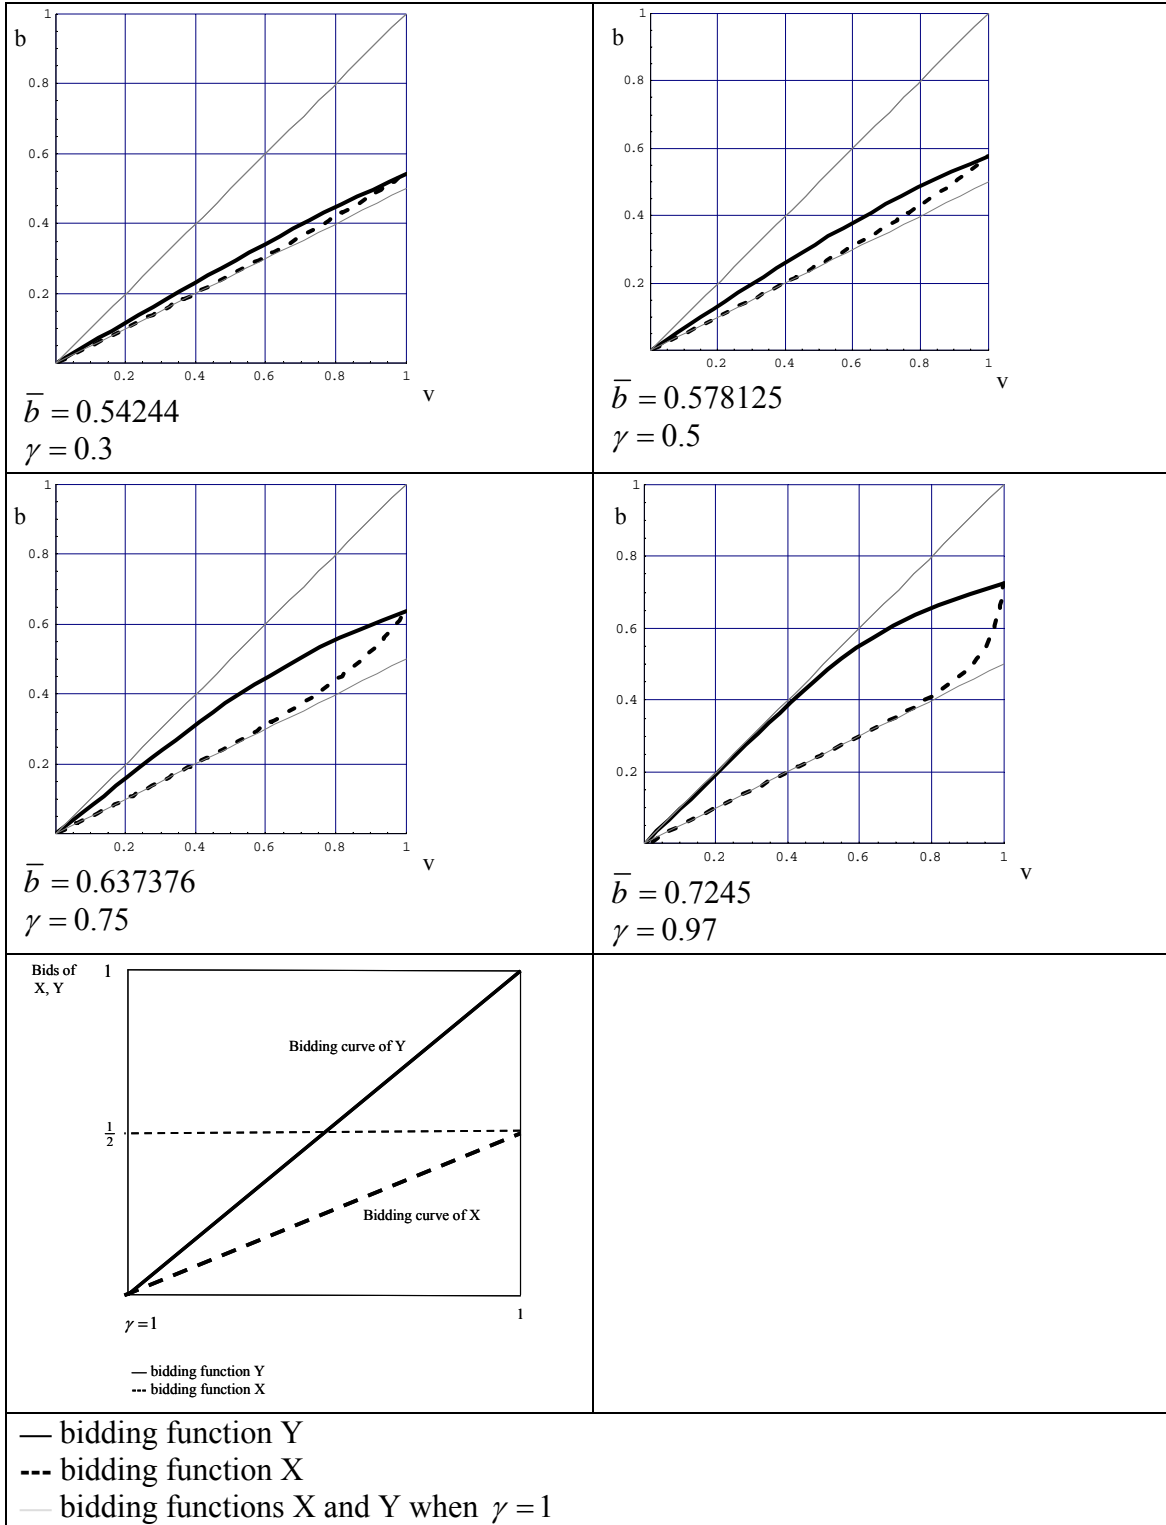 b
1
0.8
0.6
0.4
0.2
0.2 0.4 0.6 0.8 1
v
b̅ = 0.54244
γ = 0.3
b
1
0.8
0.6
0.4
0.2
0.2 0.4 0.6 0.8 1
v
b̅ = 0.578125
γ = 0.5
b
1
0.8
0.6
0.4
0.2
0.2 0.4 0.6 0.8 1
v
b̅ = 0.637376
γ = 0.75
b
1
0.8
0.6
0.4
0.2
0.2 0.4 0.6 0.8 1
v
b̅ = 0.7245
γ = 0.97
Bids of
X, Y
1
Bidding curve of Y
1/2
Bidding curve of X
γ = 1
1
— bidding function Y
--- bidding function X
— bidding function Y
--- bidding function X
— bidding functions X and Y when γ = 1